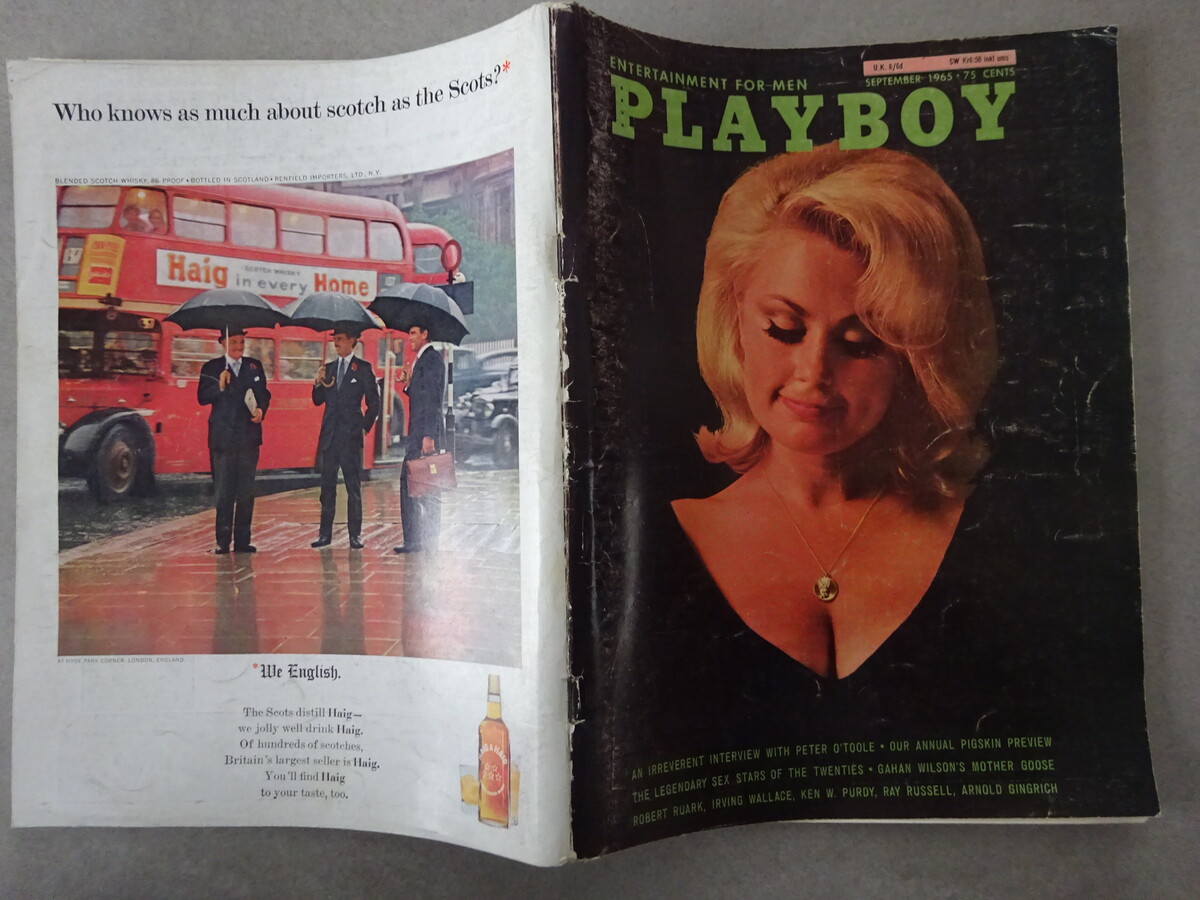 Who knows as much about scotch as the Scots?*
BLENDED SCOTCH WHISKY, 86 PROOF • BOTTLED IN SCOTLAND • RENFIELD IMPORTERS, LTD., N.Y.
Haig SCOTCH WHISKY in every Home
AT HYDE PARK CORNER, LONDON, ENGLAND.
*We English.
The Scots distill Haig—
we jolly well drink Haig.
Of hundreds of scotches,
Britain's largest seller is Haig.
You'll find Haig
to your taste, too.
U.K. 6/6d
ENTERTAINMENT FOR MEN
SEPTEMBER 1965 • 75 CENTS
PLAYBOY
AN IRREVERENT INTERVIEW WITH PETER O'TOOLE • OUR ANNUAL PIGSKIN PREVIEW
THE LEGENDARY SEX STARS OF THE TWENTIES • GAHAN WILSON'S MOTHER GOOSE
ROBERT RUARK, IRVING WALLACE, KEN W. PURDY, RAY RUSSELL, ARNOLD GINGRICH